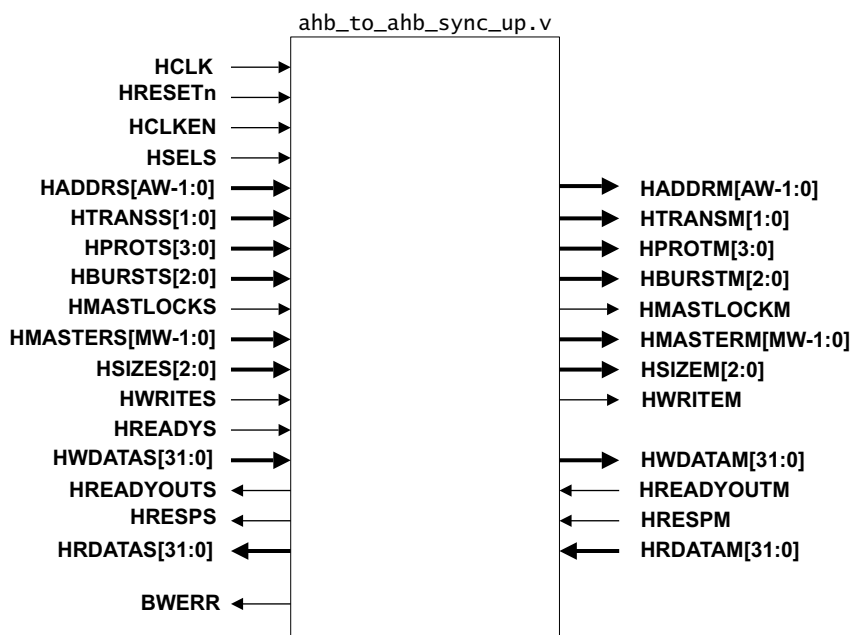 ahb_to_ahb_sync_up.v
HCLK
HRESETn
HCLKEN
HSELS
HADDRS[AW-1:0] HADDRM[AW-1:0]
HTRANSS[1:0] HTRANSM[1:0]
HPROTS[3:0] HPROTM[3:0]
HBURSTS[2:0] HBURSTM[2:0]
HMASTLOCKS HMASTLOCKM
HMASTERS[MW-1:0] HMASTERM[MW-1:0]
HSIZES[2:0] HSIZEM[2:0]
HWRITES HWRITEM
HREADYS
HWDATAS[31:0] HWDATAM[31:0]
HREADYOUTS HREADYOUTM
HRESPS HRESPM
HRDATAS[31:0] HRDATAM[31:0]
BWERR